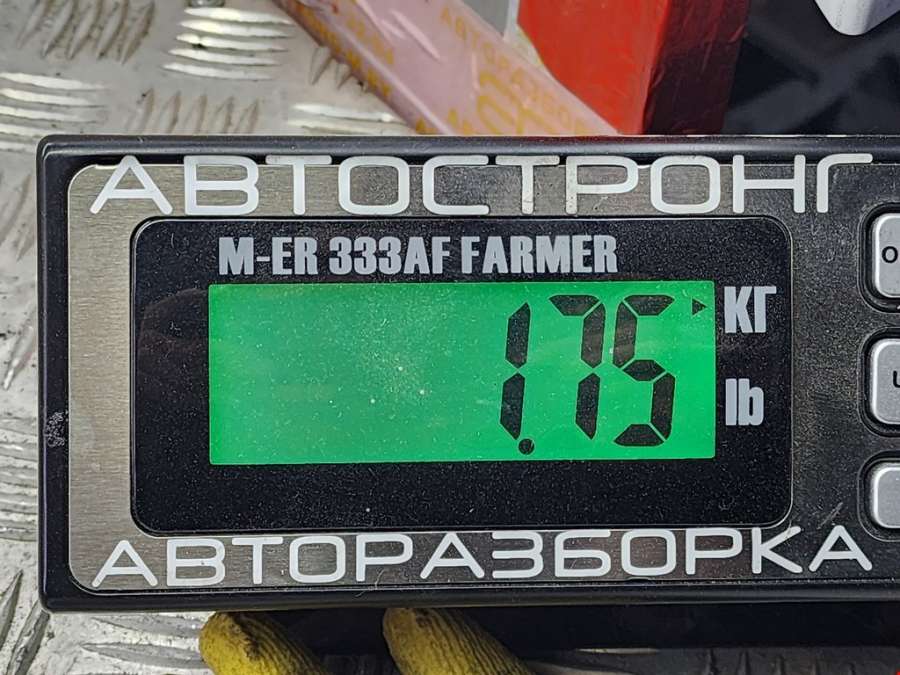 АВТОСТРОНГ
M-ER 333AF FARMER
1.75
КГ
lb
АВТОРАЗБОРКА